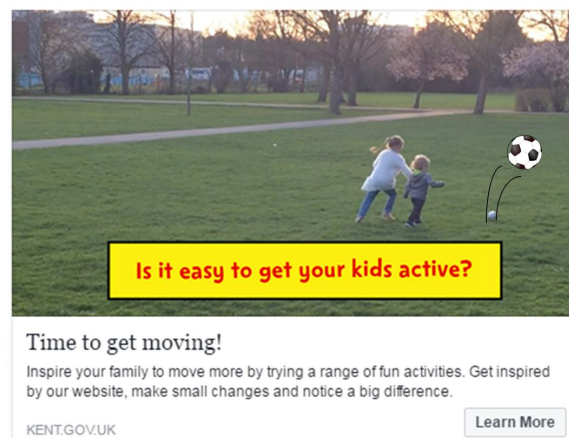 Is it easy to get your kids active?
Time to get moving!
Inspire your family to move more by trying a range of fun activities. Get inspired
by our website, make small changes and notice a big difference.
KENT.GOV.UK
Learn More